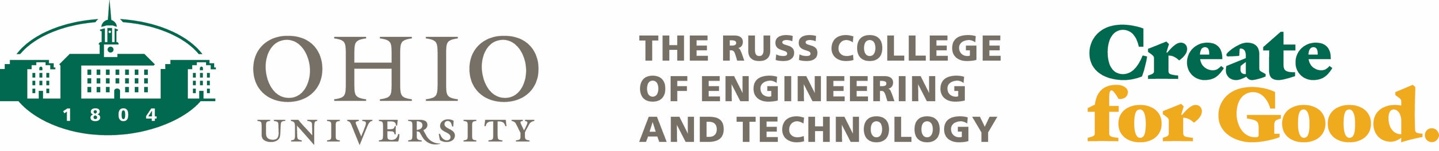 1804
OHIO
UNIVERSITY
THE RUSS COLLEGE
OF ENGINEERING
AND TECHNOLOGY
Create
for Good.